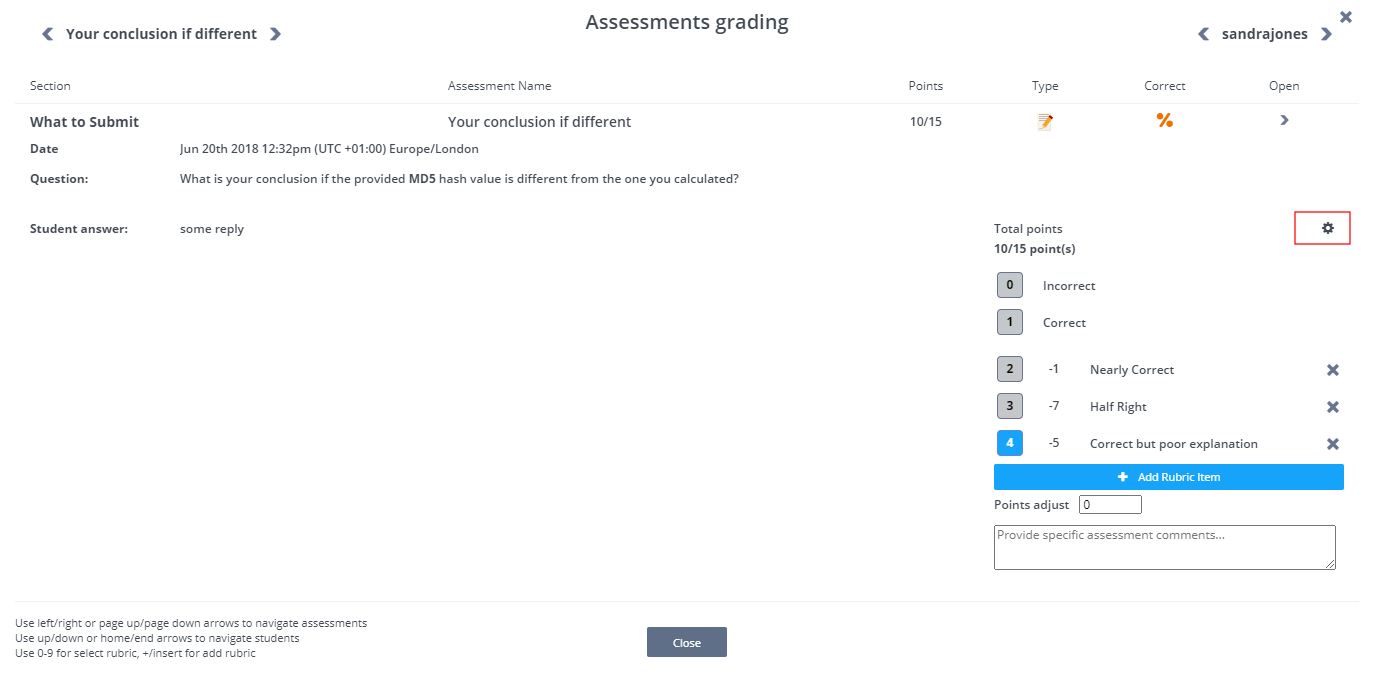 Assessments grading
Your conclusion if different
sandrajones
Section Assessment Name Points Type Correct Open
What to Submit Your conclusion if different 10/15
Date Jun 20th 2018 12:32pm (UTC +01:00) Europe/London
Question: What is your conclusion if the provided MD5 hash value is different from the one you calculated?
Student answer: some reply
Total points
10/15 point(s)
0 Incorrect
1 Correct
2 -1 Nearly Correct
3 -7 Half Right
4 -5 Correct but poor explanation
Add Rubric Item
Points adjust 0
Provide specific assessment comments...
Use left/right or page up/page down arrows to navigate assessments
Use up/down or home/end arrows to navigate students
Use 0-9 for select rubric, +/insert for add rubric
Close